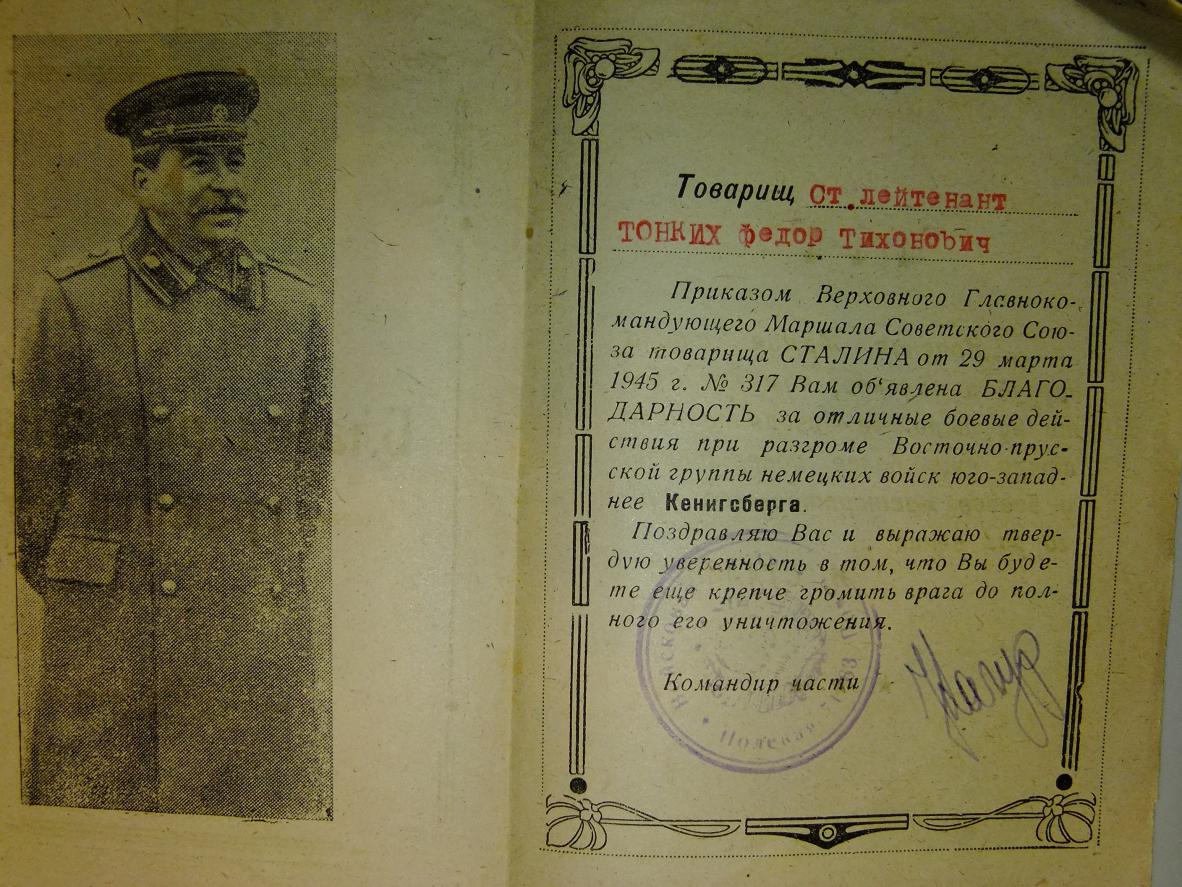 Товарищ Ст.лейтенант
ТОНКИХ федор Тихонович
Приказом Верховного Главноко-
мандующего Маршала Советского Сою-
за товарища СТАЛИНА от 29 марта
1945 г. № 317 Вам об‘явлена БЛАГО-
ДАРНОСТЬ за отличные боевые дей-
ствия при разгроме Восточно-прус-
ской группы немецких войск юго-запад-
нее Кенигсберга.
Поздравляю Вас и выражаю твер-
дую уверенность в том, что Вы буде-
те еще крепче громить врага до пол-
ного его уничтожения.
Командир части
Полевая